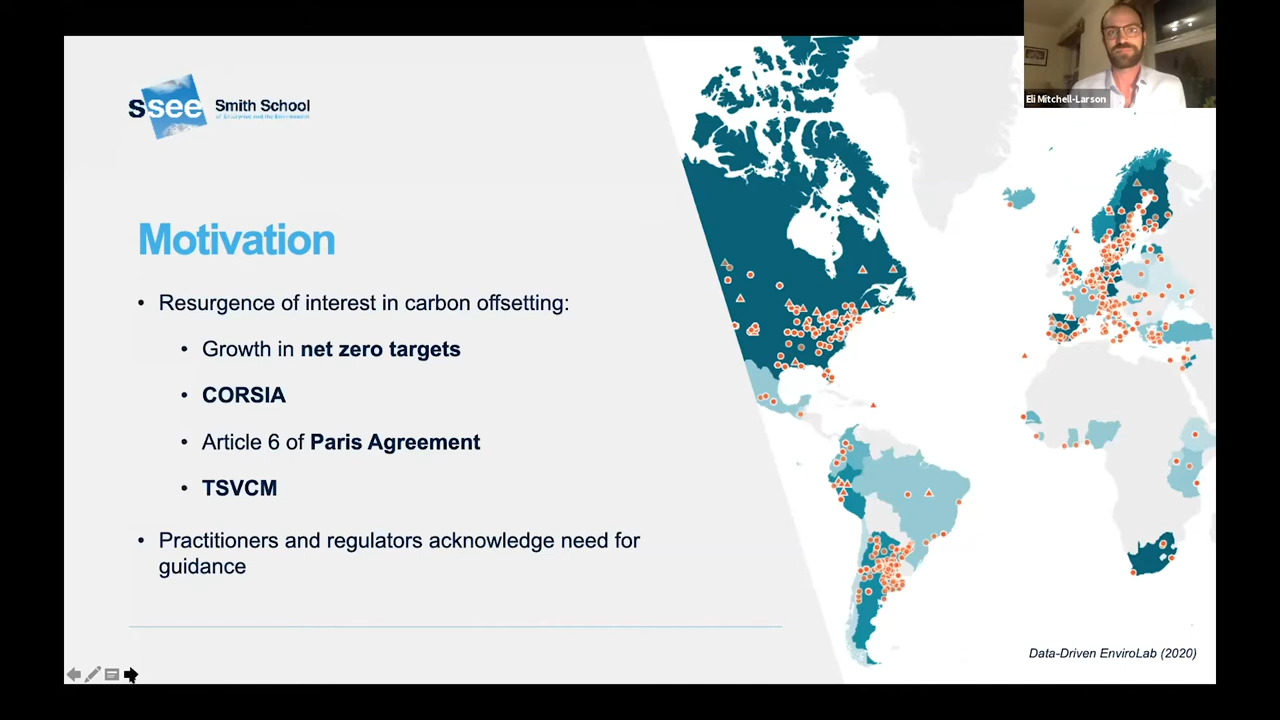 Eli Mitchell-Larson
ssee
Smith School
of Enterprise and the Environment
Motivation
• Resurgence of interest in carbon offsetting:
• Growth in net zero targets
• CORSIA
• Article 6 of Paris Agreement
• TSVCM
• Practitioners and regulators acknowledge need for
guidance
Data-Driven EnviroLab (2020)